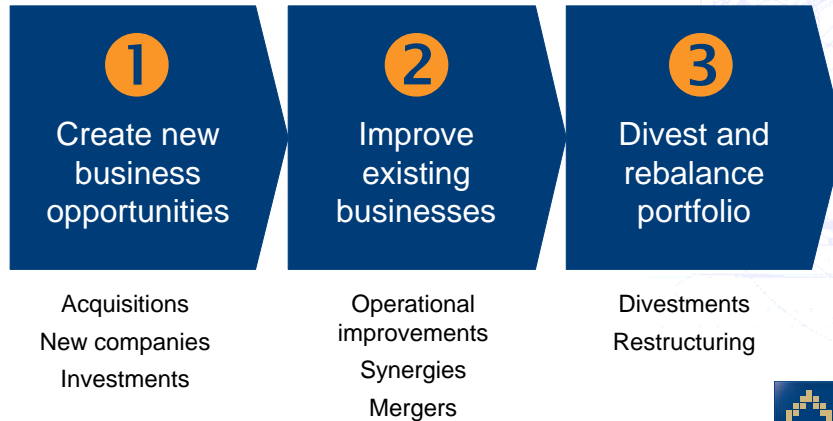 1
Create new
business
opportunities
Acquisitions
New companies
Investments
2
Improve
existing
businesses
Operational
improvements
Synergies
Mergers
3
Divest and
rebalance
portfolio
Divestments
Restructuring